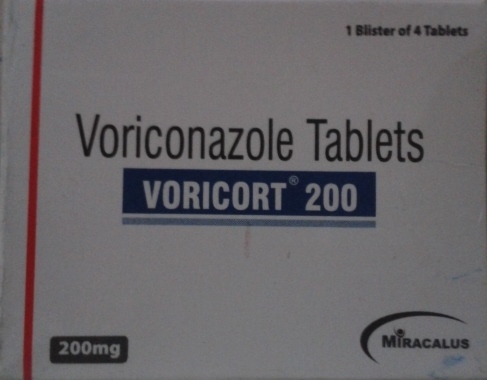 1 Blister of 4 Tablets
Voriconazole Tablets
VORICORT® 200
200mg
MIRACALUS